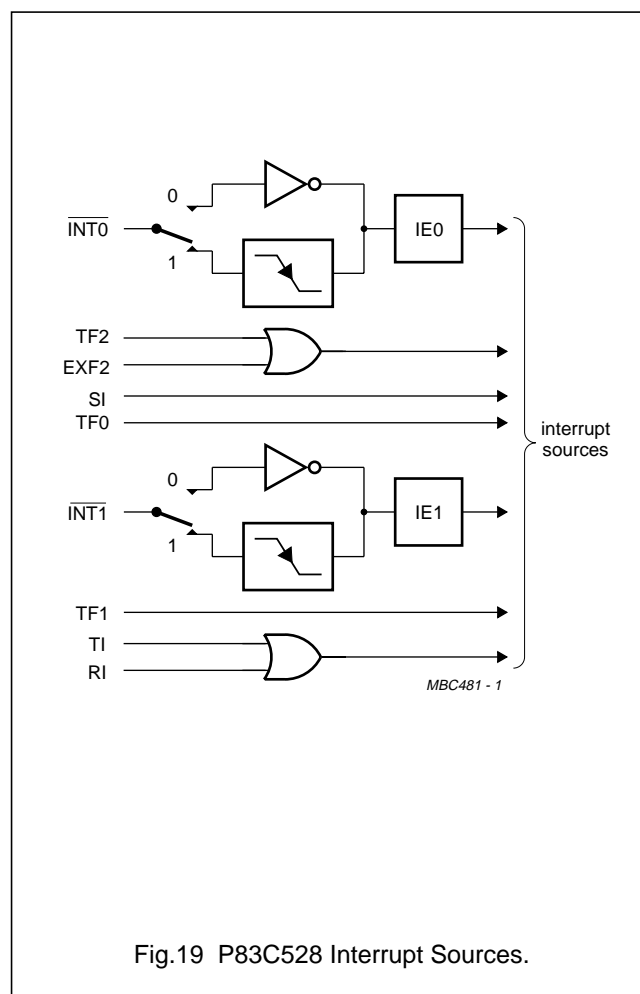 0
INT0
1
IE0
TF2
EXF2
SI
TF0
interrupt
sources
0
INT1
1
IE1
TF1
TI
RI
MBC481 - 1
Fig.19 P83C528 Interrupt Sources.